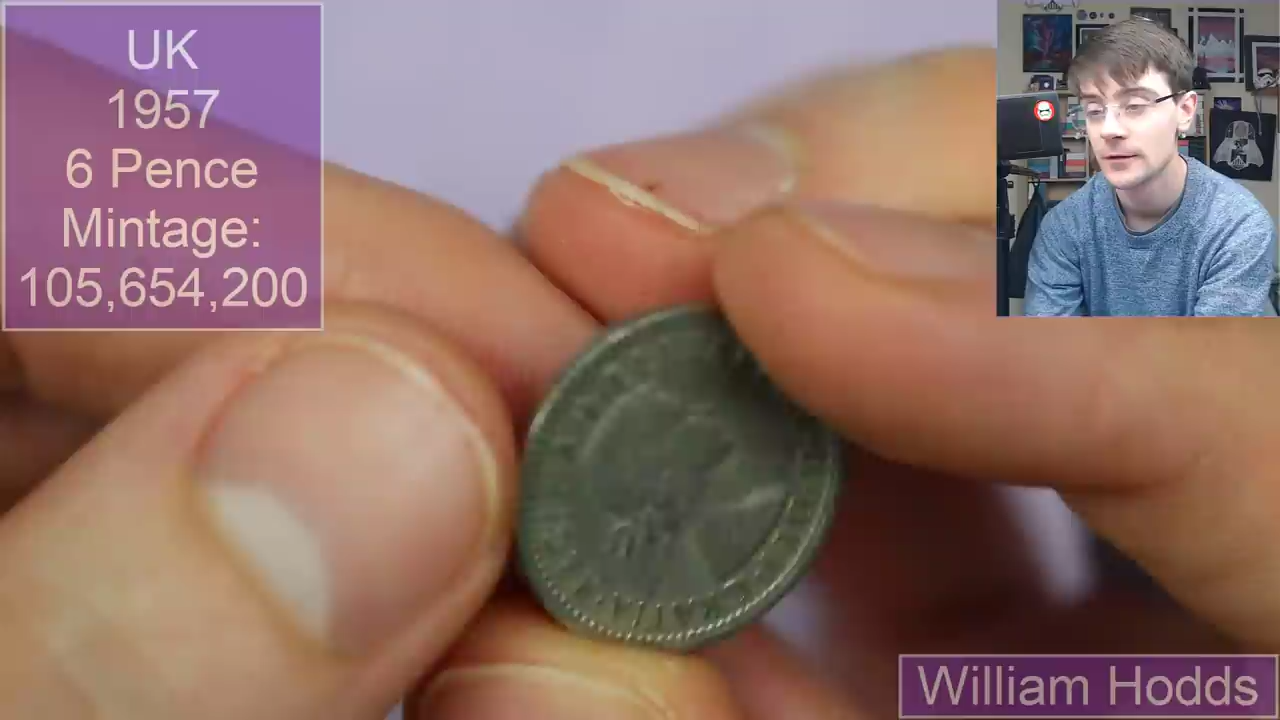 UK
1957
6 Pence
Mintage:
105,654,200
William Hodds